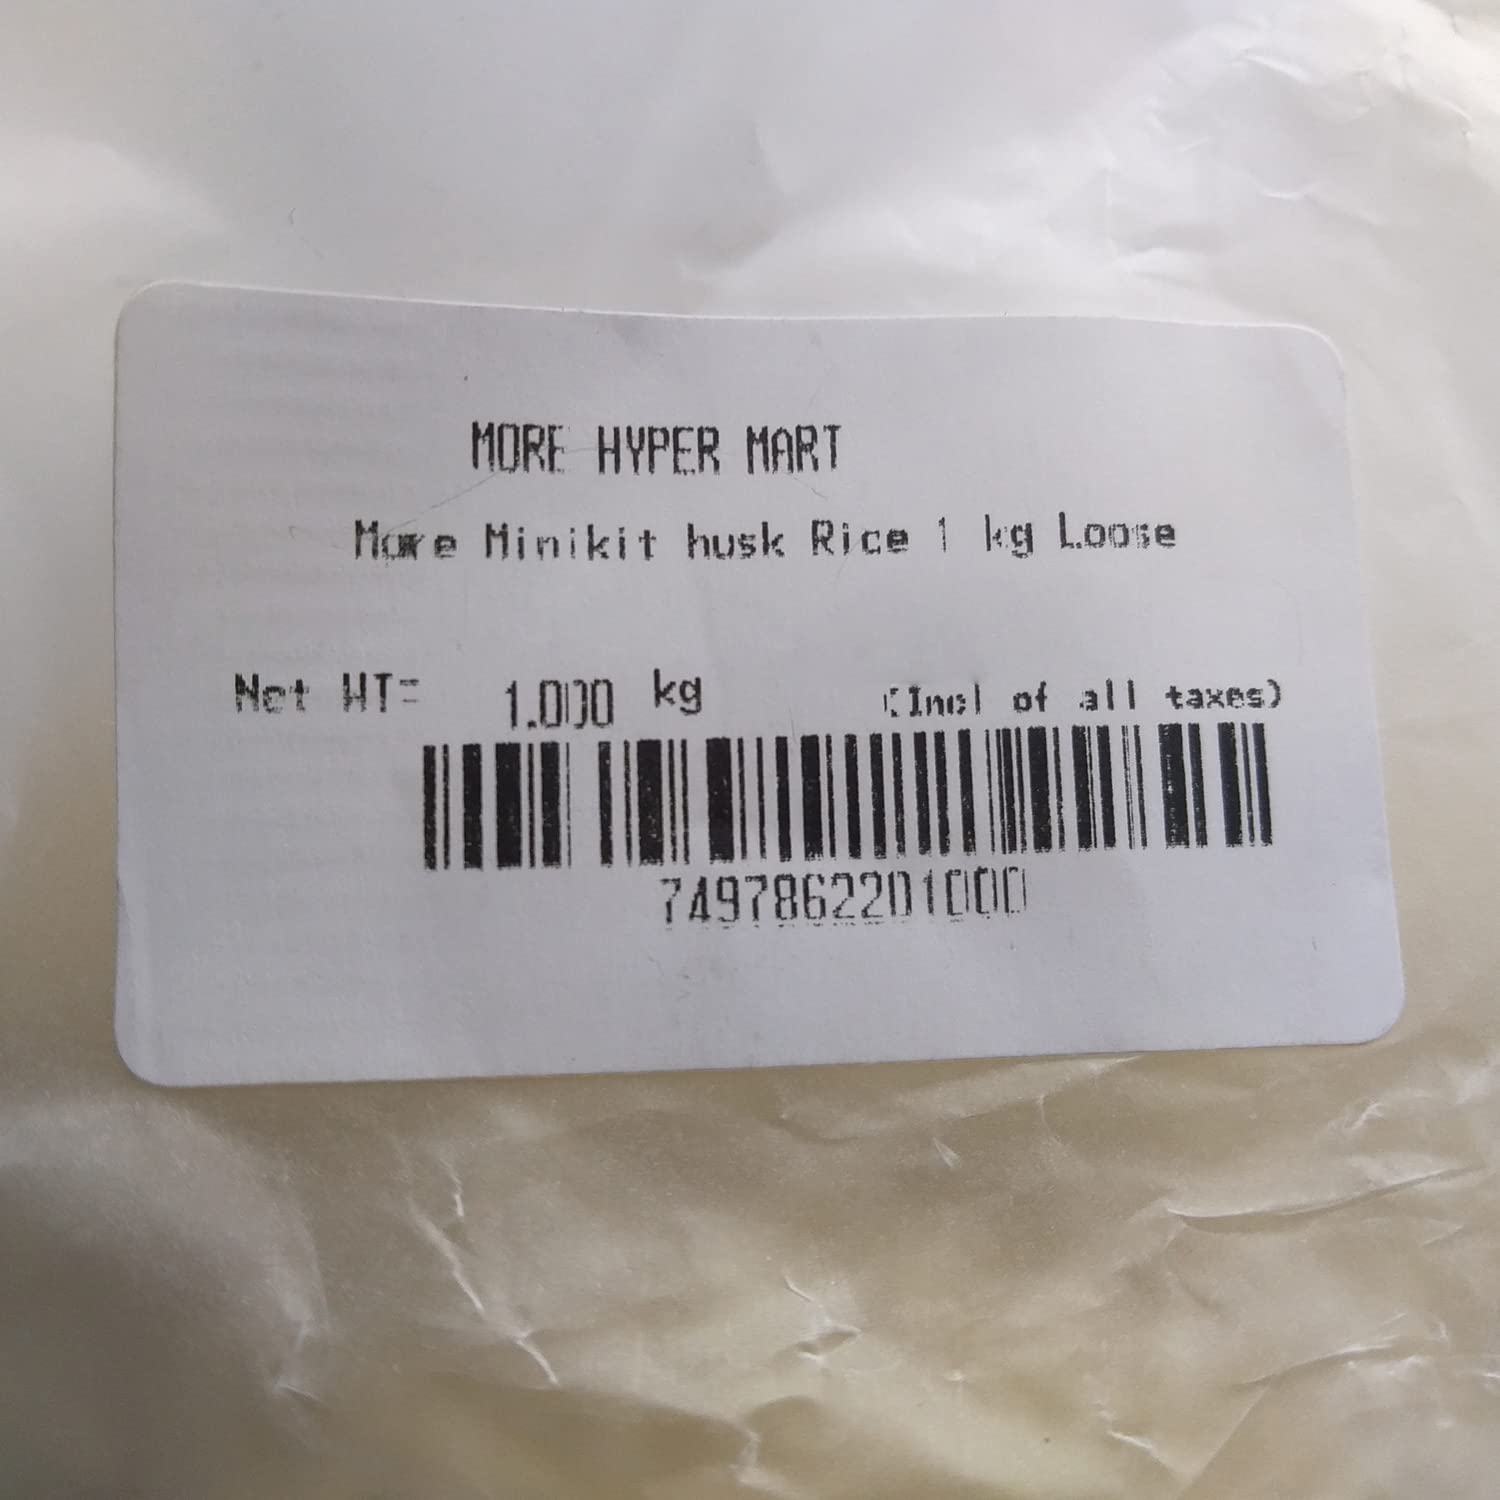 MORE HYPER MART
More Minikit husk Rice 1 kg Loose
Net WT= 1.000 kg (Incl of all taxes)
7497862201000